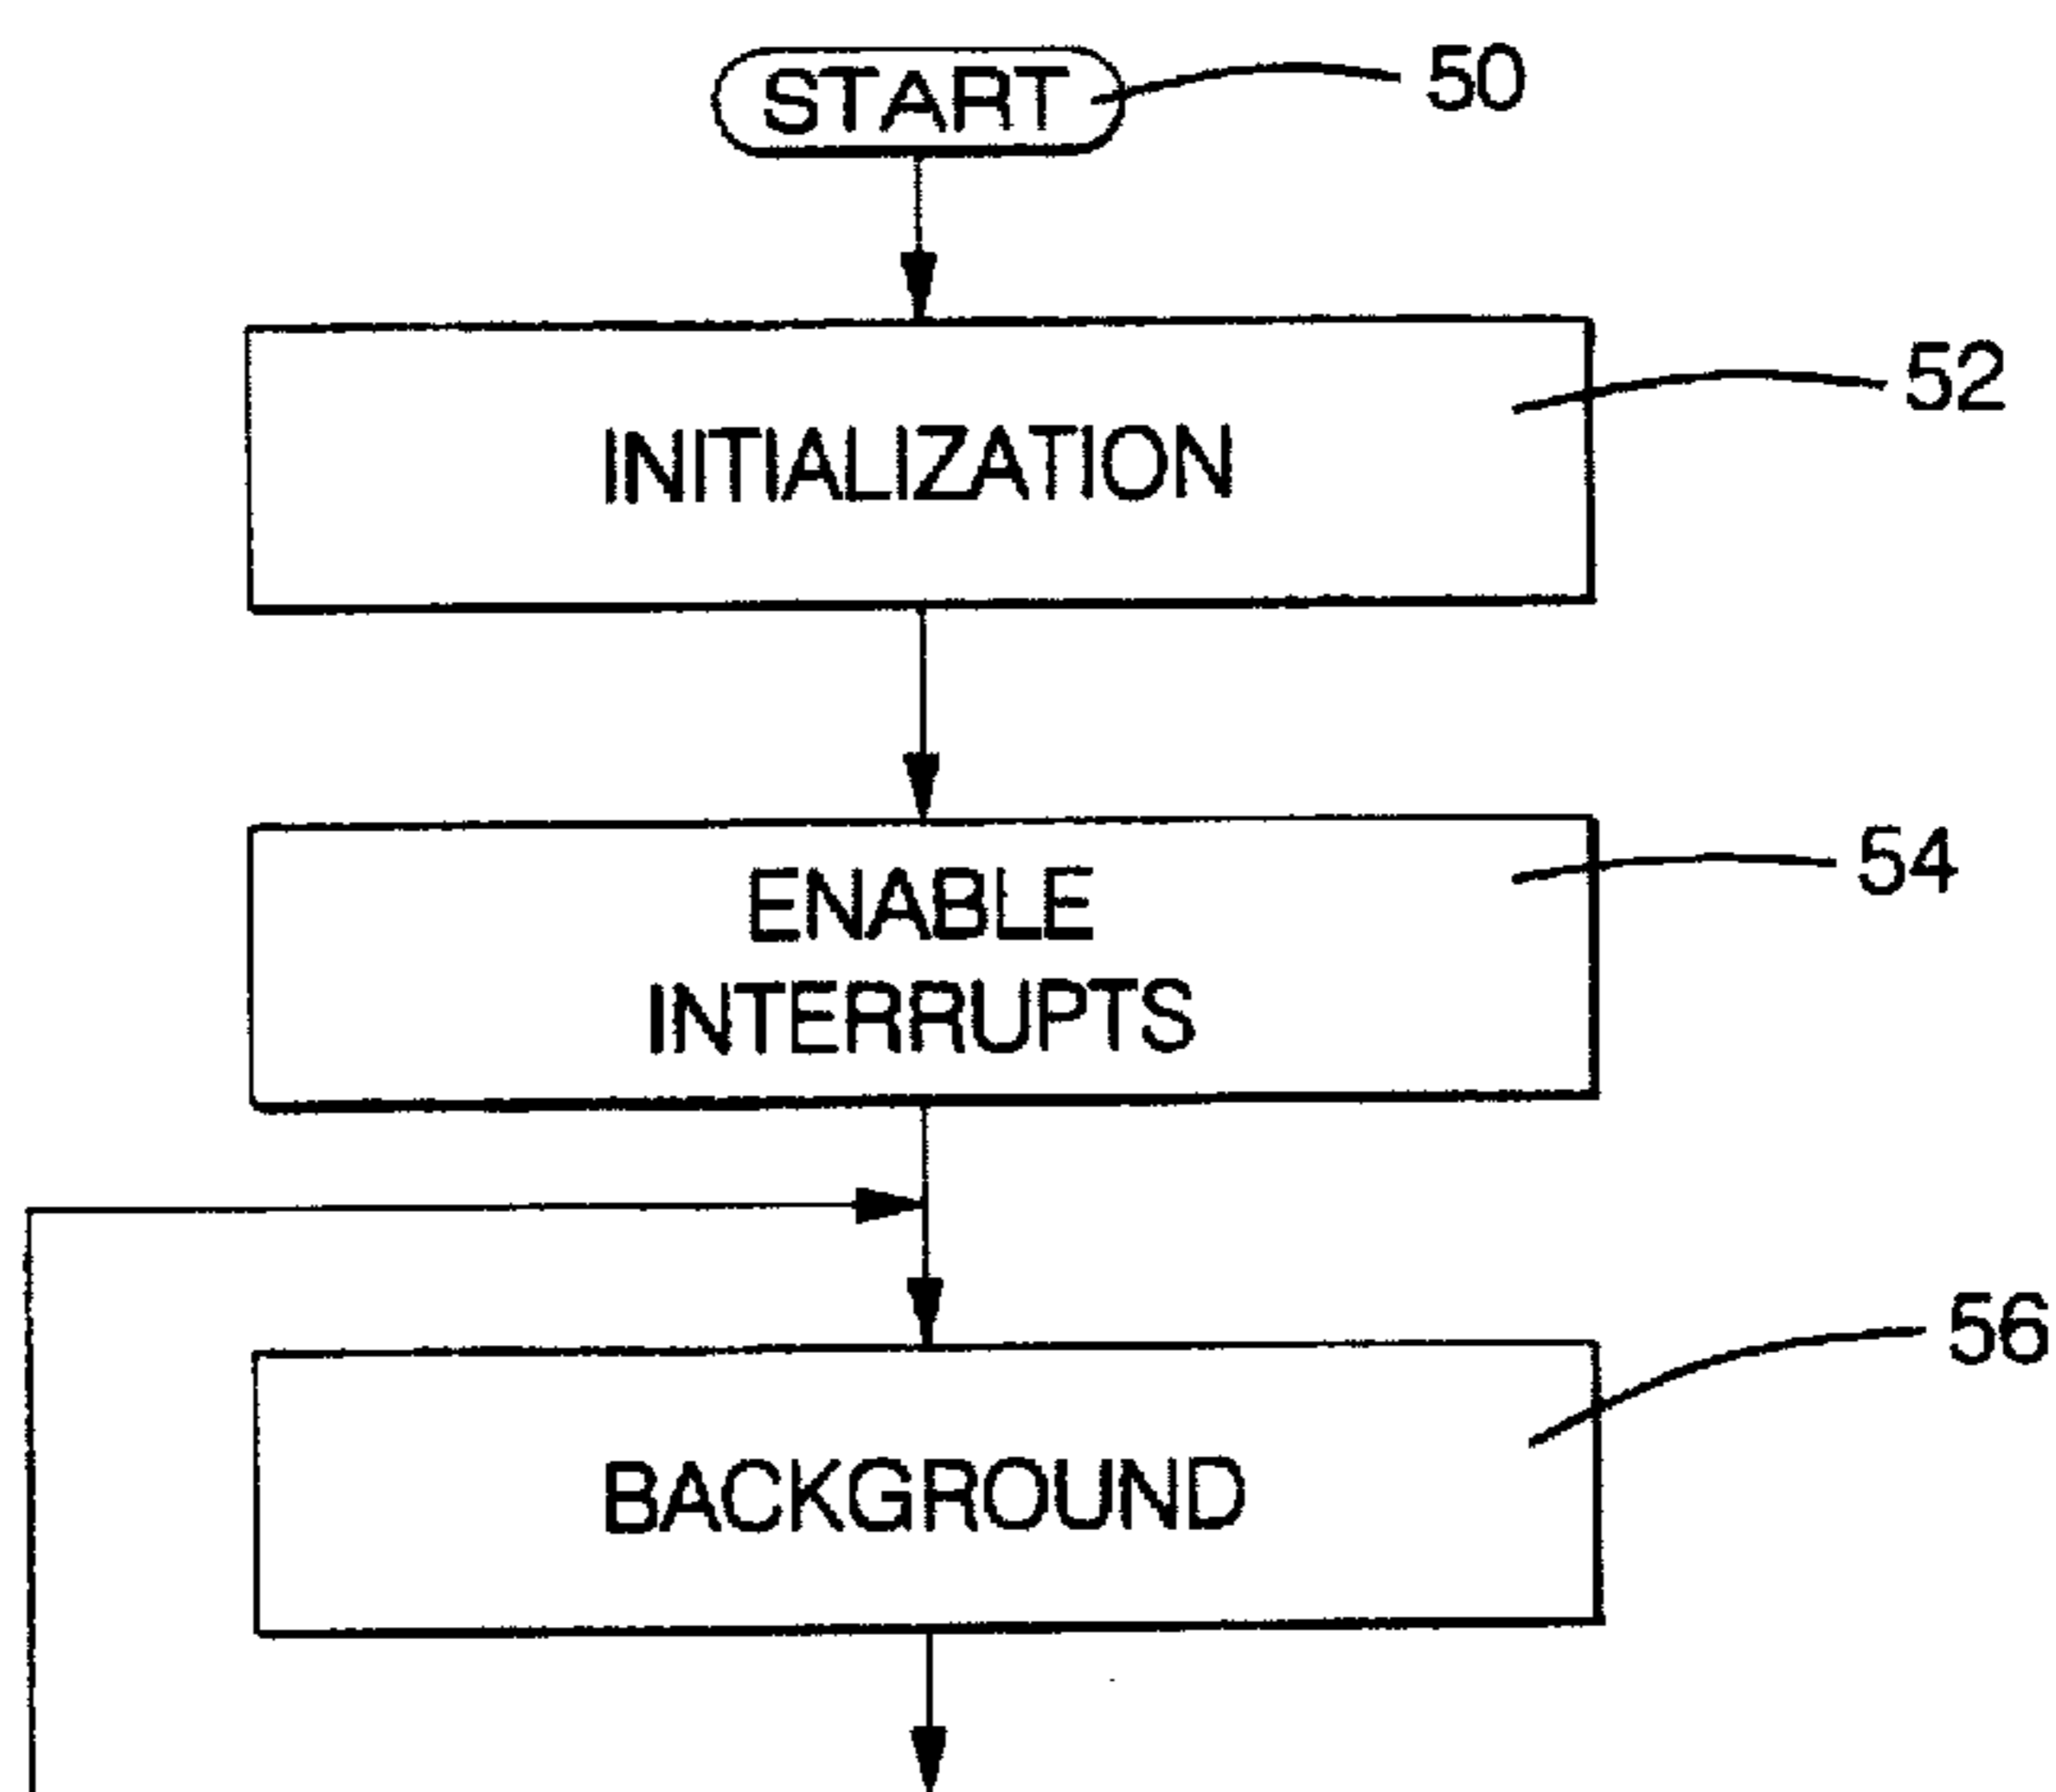 START 50
INITIALIZATION 52
ENABLE 54
INTERRUPTS
BACKGROUND 56